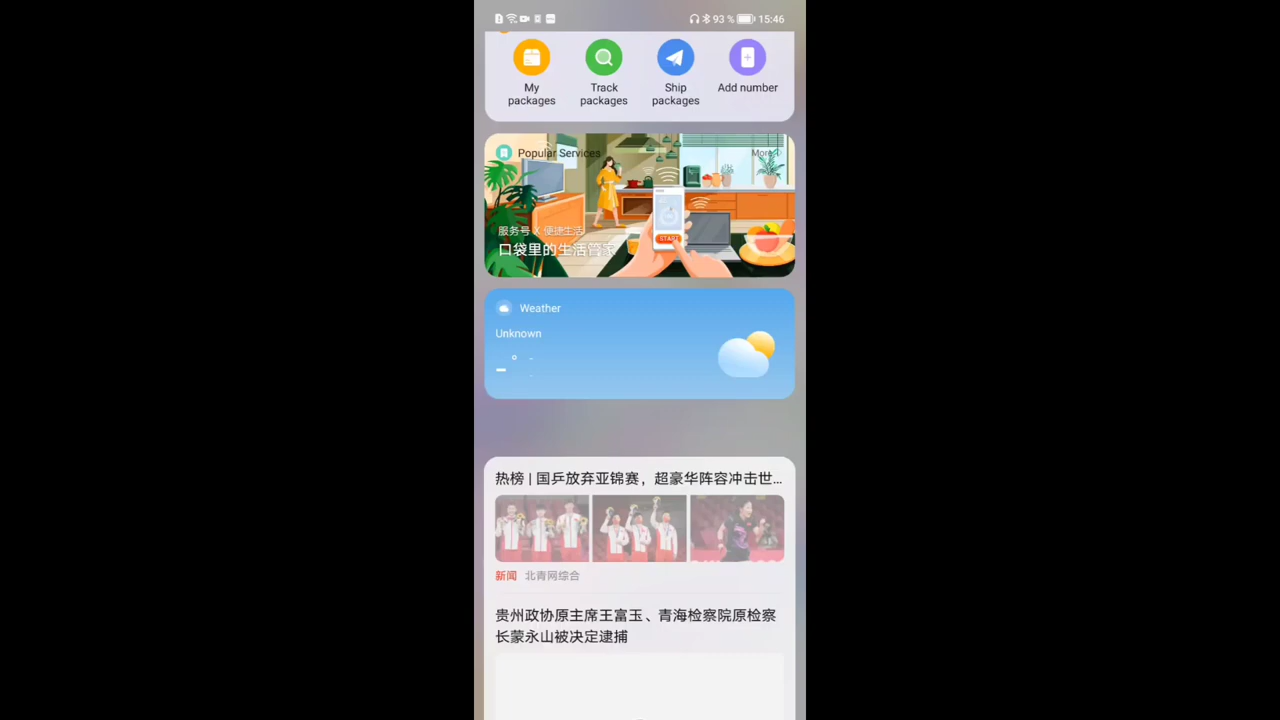 93 % 15:46
My packages
Track packages
Ship packages
Add number
Popular Services
More
START
服务号 X 便捷生活
口袋里的生活管家
Weather
Unknown
热榜 | 国乒放弃亚锦赛，超豪华阵容冲击世...
新闻 北青网综合
贵州政协原主席王富玉、青海检察院原检察
长蒙永山被决定逮捕